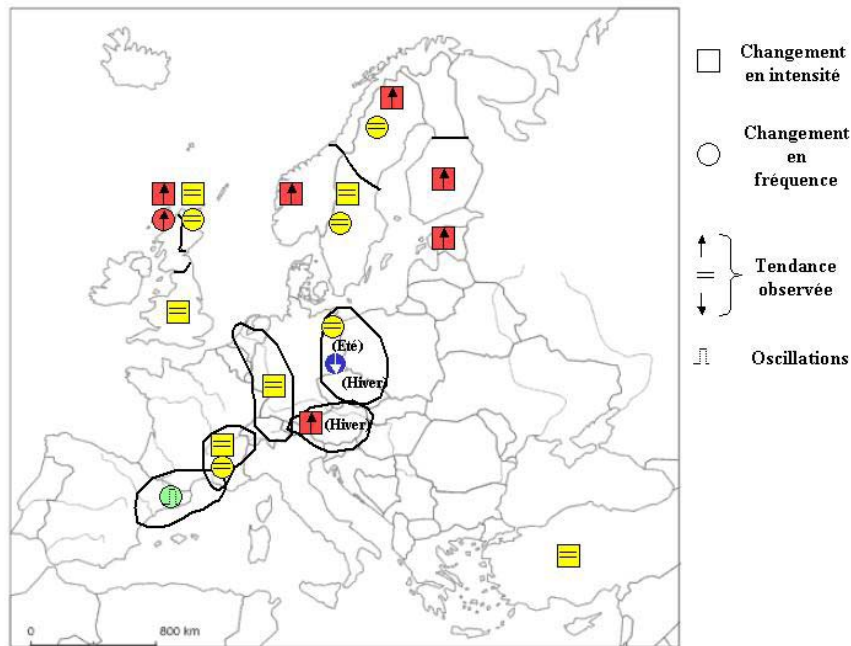 Changement
en intensité
Changement
en
fréquence
Tendance
observée
Oscillations
(Eté)
(Hiver)
(Hiver)
0
800 km